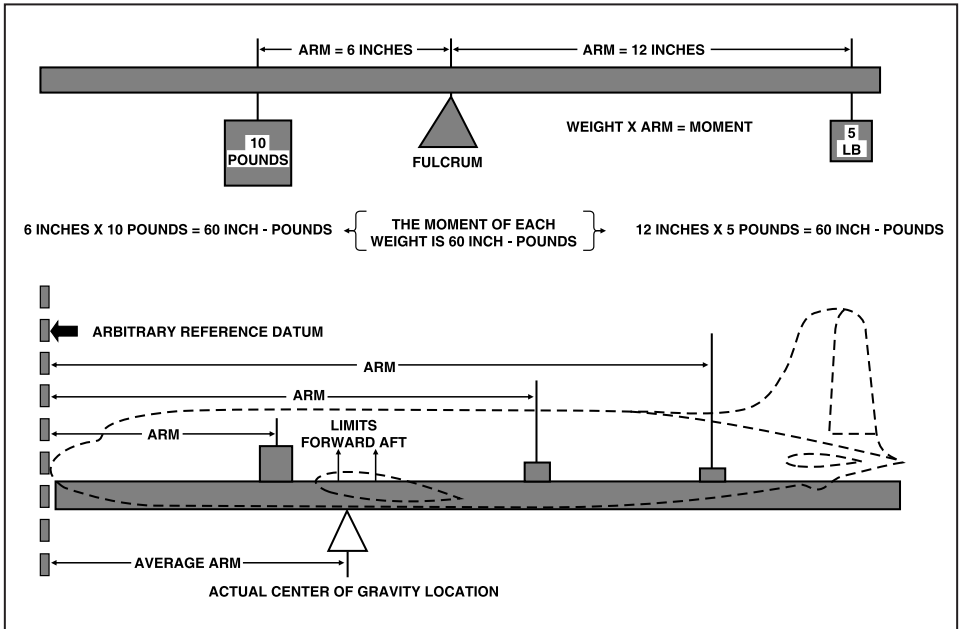 ARM = 6 INCHES
ARM = 12 INCHES
10
POUNDS
FULCRUM
WEIGHT X ARM = MOMENT
5
LB
6 INCHES X 10 POUNDS = 60 INCH - POUNDS
THE MOMENT OF EACH
WEIGHT IS 60 INCH - POUNDS
12 INCHES X 5 POUNDS = 60 INCH - POUNDS
ARBITRARY REFERENCE DATUM
ARM
ARM
ARM
LIMITS
FORWARD AFT
AVERAGE ARM
ACTUAL CENTER OF GRAVITY LOCATION